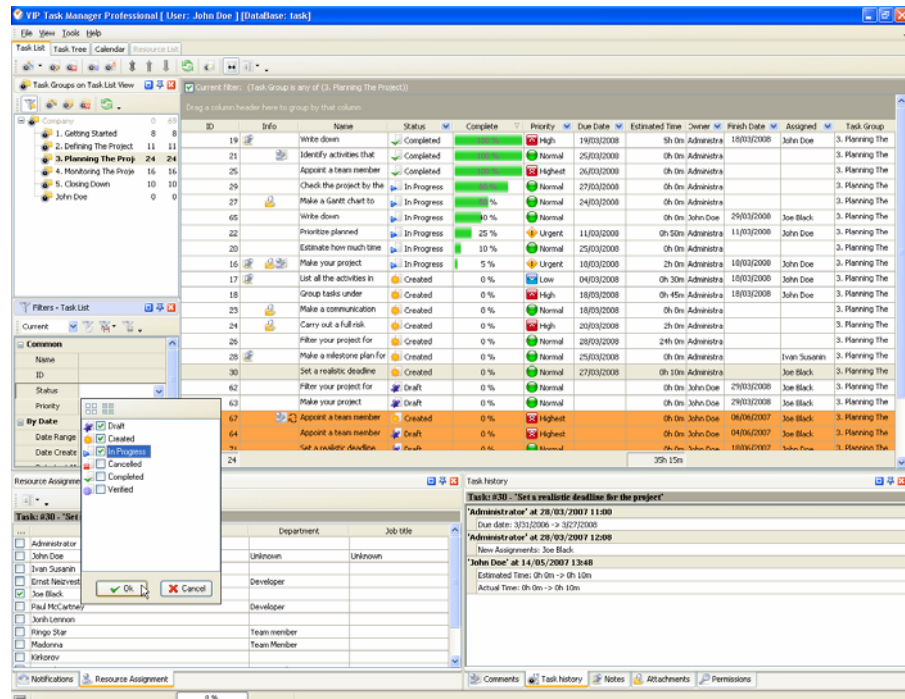 VIP Task Manager Professional [ User: John Doe ] [DataBase: task]
File View Tools Help
Task List Task Tree Calendar Resource List
Task Groups on Task List View
Company 0 69
1. Getting Started 8 8
2. Defining The Project 11 11
3. Planning The Proj 24 24
4. Monitoring The Proje 16 16
5. Closing Down 10 10
John Doe 0 0
Current filter: (Task Group is any of (3. Planning The Project))
Drag a column header here to group by that column
ID Info Name Status Complete Priority Due Date Estimated Time Owner Finish Date Assigned Task Group
19 Write down Completed 100 % High 19/03/2008 5h 0m Administra 18/03/2008 John Doe 3. Planning The
21 Identify activities that Completed 100 % Normal 25/03/2008 0h 0m Administra 3. Planning The
25 Appoint a team member Completed 100 % Highest 26/03/2008 0h 0m Administra 3. Planning The
29 Check the project by the In Progress 80 % Normal 27/03/2008 0h 0m Administra 3. Planning The
27 Make a Gantt chart to In Progress % Normal 24/03/2008 0h 0m Administra 3. Planning The
65 Write down In Progress 40 % Normal 0h 0m John Doe 29/03/2008 Joe Black 3. Planning The
22 Prioritize planned In Progress 25 % Urgent 11/03/2008 0h 50m Administra 11/03/2008 John Doe 3. Planning The
20 Estimate how much time In Progress 10 % Normal 25/03/2008 0h 0m Administra 3. Planning The
16 Make your project In Progress 5 % Urgent 10/03/2008 2h 0m Administra 10/03/2008 John Doe 3. Planning The
17 List all the activities in Created 0 % Low 04/03/2008 0h 30m Administra 18/03/2008 John Doe 3. Planning The
18 Group tasks under Created 0 % High 18/03/2008 0h 45m Administra 18/03/2008 John Doe 3. Planning The
23 Make a communication Created 0 % Normal 18/03/2008 0h 0m Administra 3. Planning The
24 Carry out a full risk Created 0 % High 20/03/2008 2h 0m Administra 3. Planning The
26 Filter your project for Created 0 % Normal 28/03/2008 24h 0m Administra 3. Planning The
28 Make a milestone plan for Created 0 % Normal 25/03/2008 0h 0m Administra Ivan Susanin 3. Planning The
30 Set a realistic deadline Created 0 % Normal 27/03/2008 0h 10m Administra Joe Black 3. Planning The
62 Filter your project for Draft 0 % Normal 0h 0m John Doe 29/03/2008 Joe Black 3. Planning The
63 Make your project Draft 0 % Normal 0h 0m John Doe 29/03/2008 Joe Black 3. Planning The
67 Appoint a team member Created 0 % Highest 0h 0m John Doe 06/06/2007 Joe Black 3. Planning The
64 Appoint a team member Draft 0 % Highest 0h 0m John Doe 04/06/2007 Joe Black 3. Planning The
71 Set a realistic deadline Draft 0 % Normal 0h 0m John Doe John Doe 3. Planning The
24 35h 15m
Filters - Task List
Current
Common
Name
ID
Status
Priority
By Date
Date Range
Date Create
Draft
Created
In Progress
Cancelled
Completed
Verified
Ok Cancel
Resource Assignme
Task: #30 - 'Set
Department Job title
Administrator
John Doe Unknown Unknown
Ivan Susanin
Ernst Neizvest Developer
Joe Black
Paul McCartney Developer
Jonh Lennon
Ringo Star Team member
Madonna Team Member
Kirkorov
Notifications Resource Assignment
Task history
Task: #30 - 'Set a realistic deadline for the project'
'Administrator' at 28/03/2007 11:00
Due date: 3/31/2006 -> 3/27/2008
'Administrator' at 28/03/2007 12:08
New Assignments: Joe Black
'John Doe' at 14/05/2007 13:48
Estimated Time: 0h 0m -> 0h 10m
Actual Time: 0h 0m -> 0h 10m
Comments Task history Notes Attachments Permissions
0 %